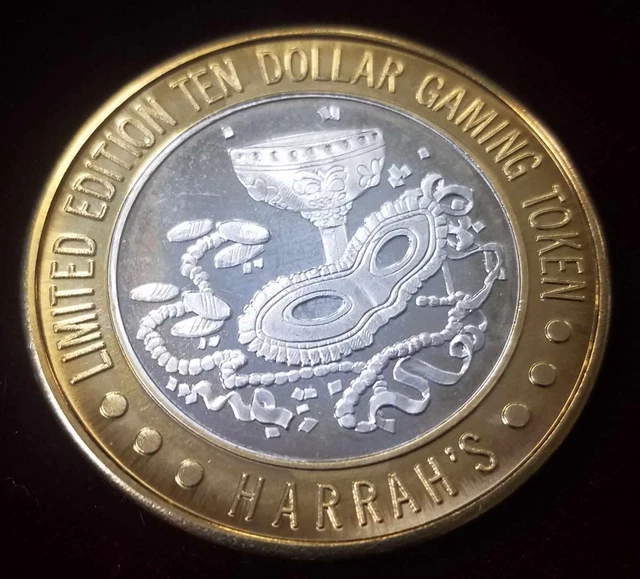 LIMITED EDITION TEN DOLLAR GAMING TOKEN
HARRAH'S